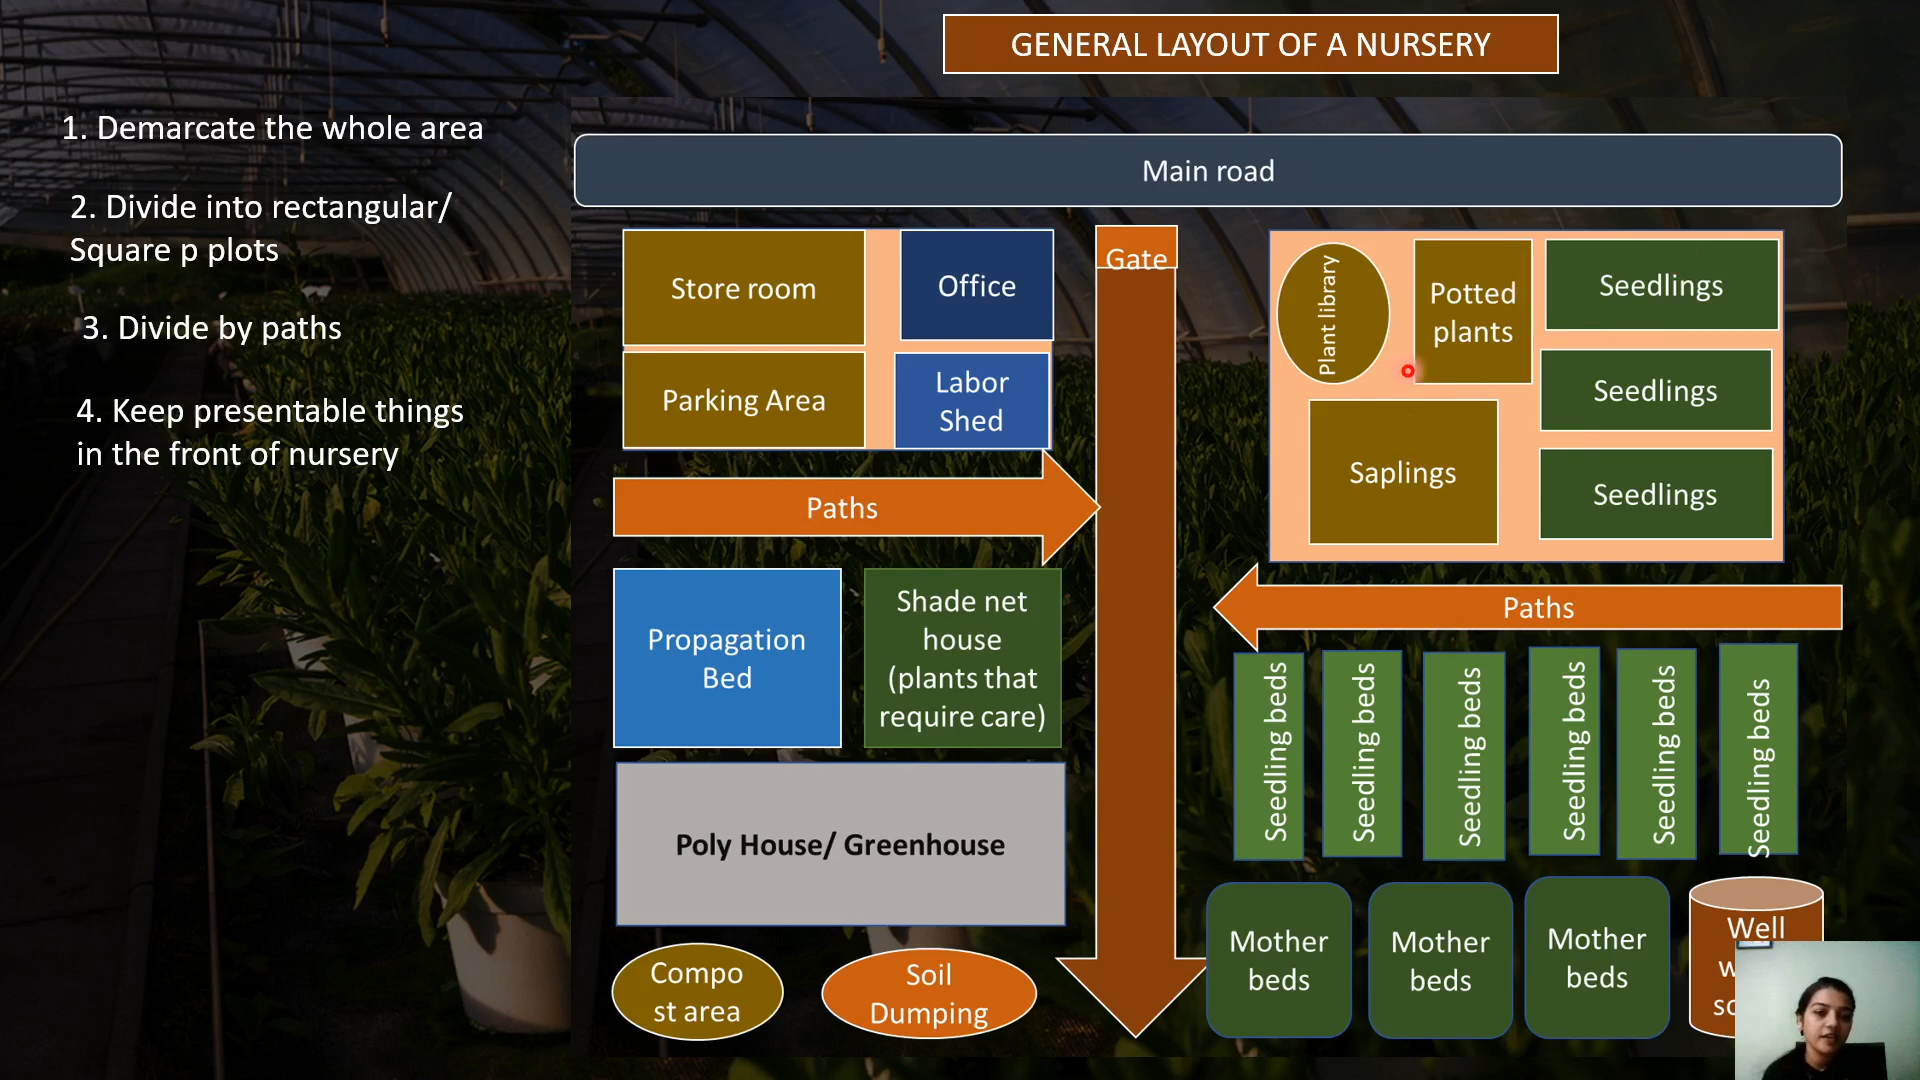 GENERAL LAYOUT OF A NURSERY
1. Demarcate the whole area
2. Divide into rectangular/
Square p plots
3. Divide by paths
4. Keep presentable things
in the front of nursery
Main road
Store room
Office
Parking Area
Labor
Shed
Gate
Plant library
Potted
plants
Seedlings
Seedlings
Saplings
Seedlings
Paths
Paths
Propagation
Bed
Shade net
house
(plants that
require care)
Seedling beds
Seedling beds
Seedling beds
Seedling beds
Seedling beds
Seedling beds
Poly House/ Greenhouse
Mother
beds
Mother
beds
Mother
beds
Well
Compo
st area
Soil
Dumping